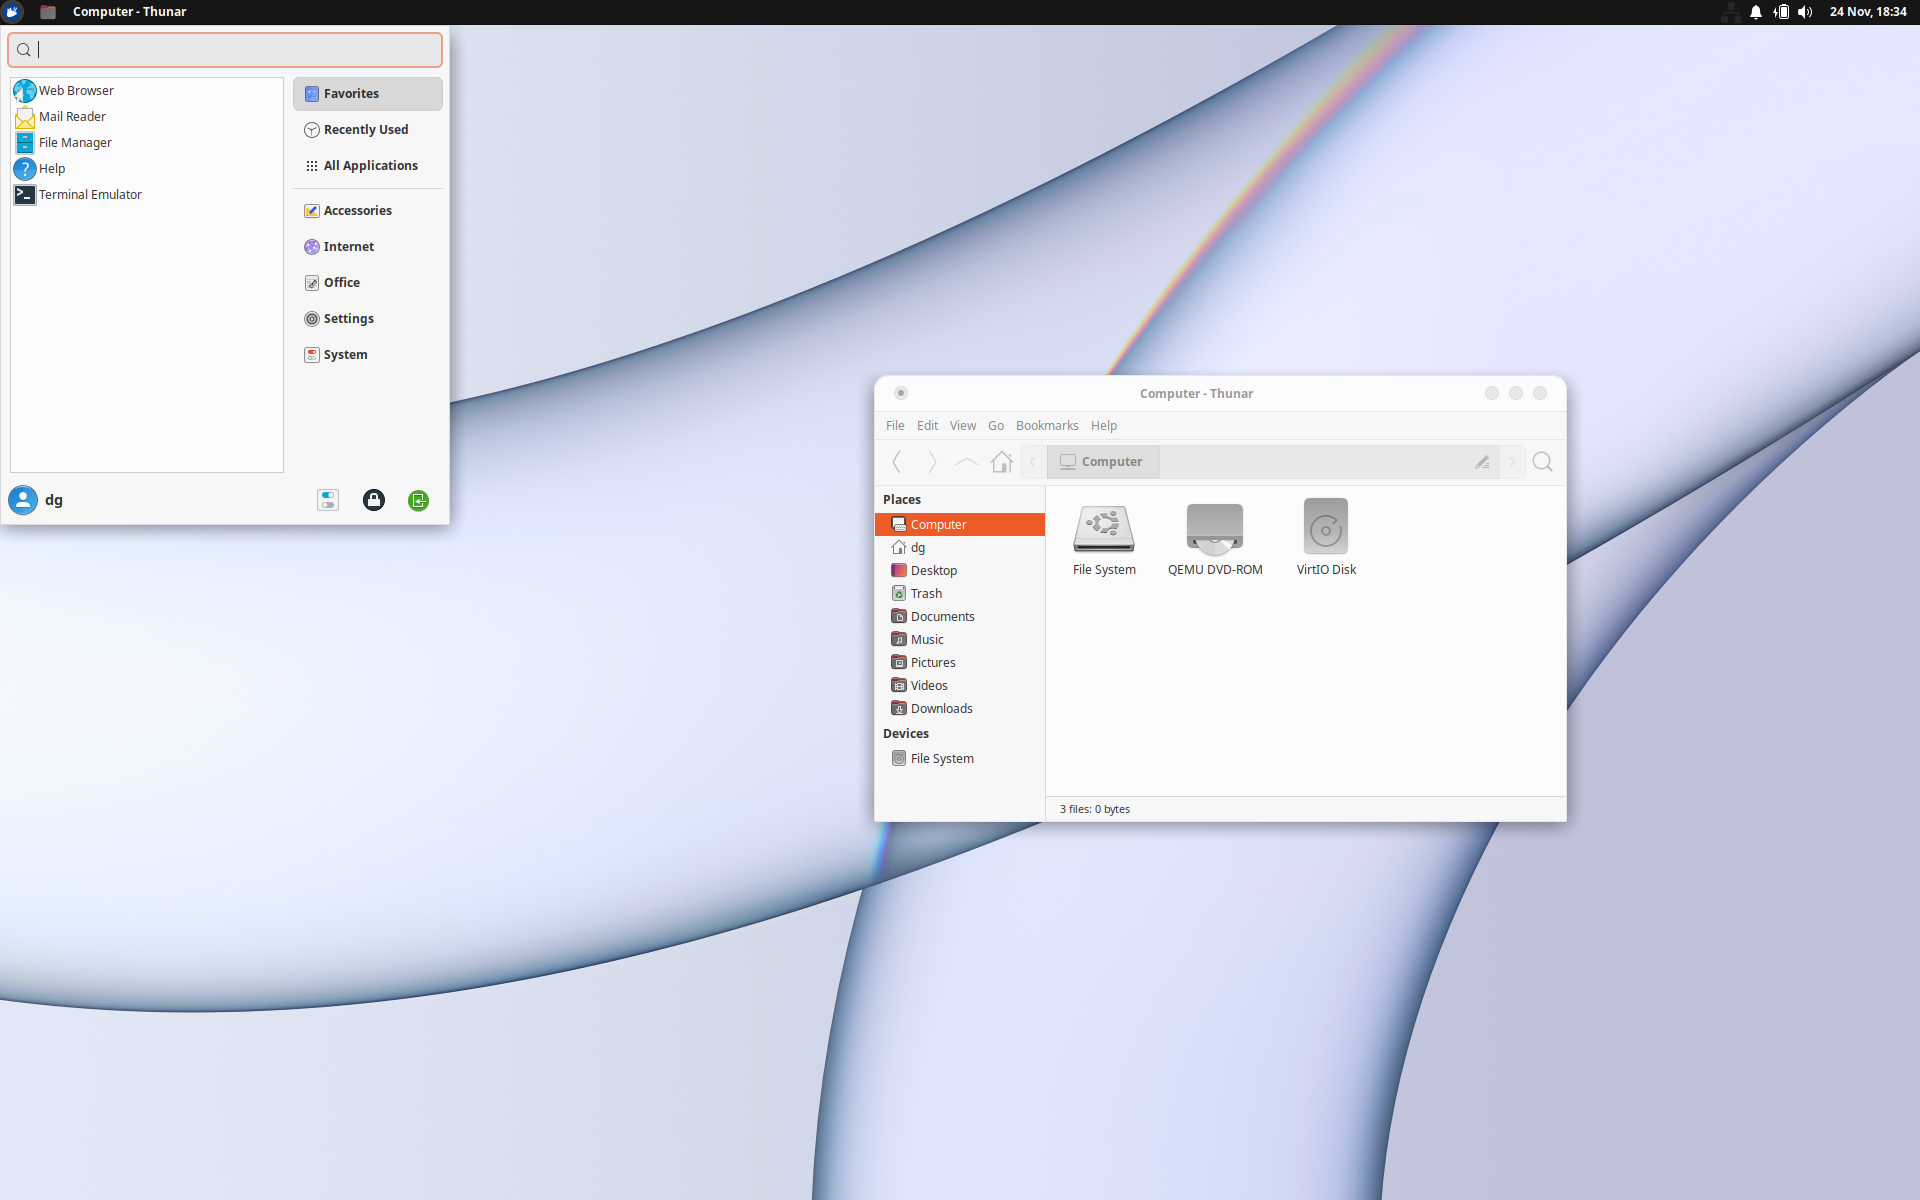 Computer - Thunar
24 Nov, 18:34
Web Browser
Mail Reader
File Manager
Help
Terminal Emulator
Favorites
Recently Used
All Applications
Accessories
Internet
Office
Settings
System
dg
Computer - Thunar
File Edit View Go Bookmarks Help
Computer
Places
Computer
dg
Desktop
Trash
Documents
Music
Pictures
Videos
Downloads
Devices
File System
File System QEMU DVD-ROM VirtIO Disk
3 files: 0 bytes